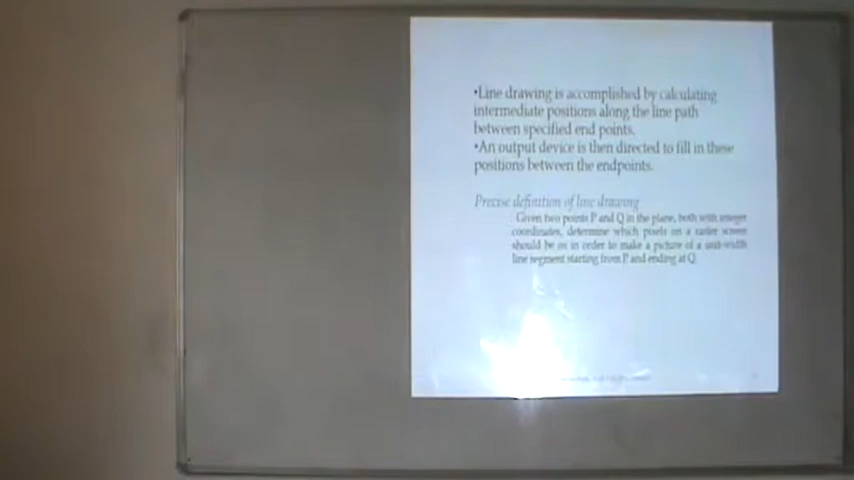 •Line drawing is accomplished by calculating
intermediate positions along the line path
between specified end points.
•An output device is then directed to fill in these
positions between the endpoints.
Precise definition of line drawing
Given two points P and Q in the plane, both with integer
coordinates, determine which pixels on a raster screen
should be on in order to make a picture of a unit-width
line segment starting from P and ending at Q.